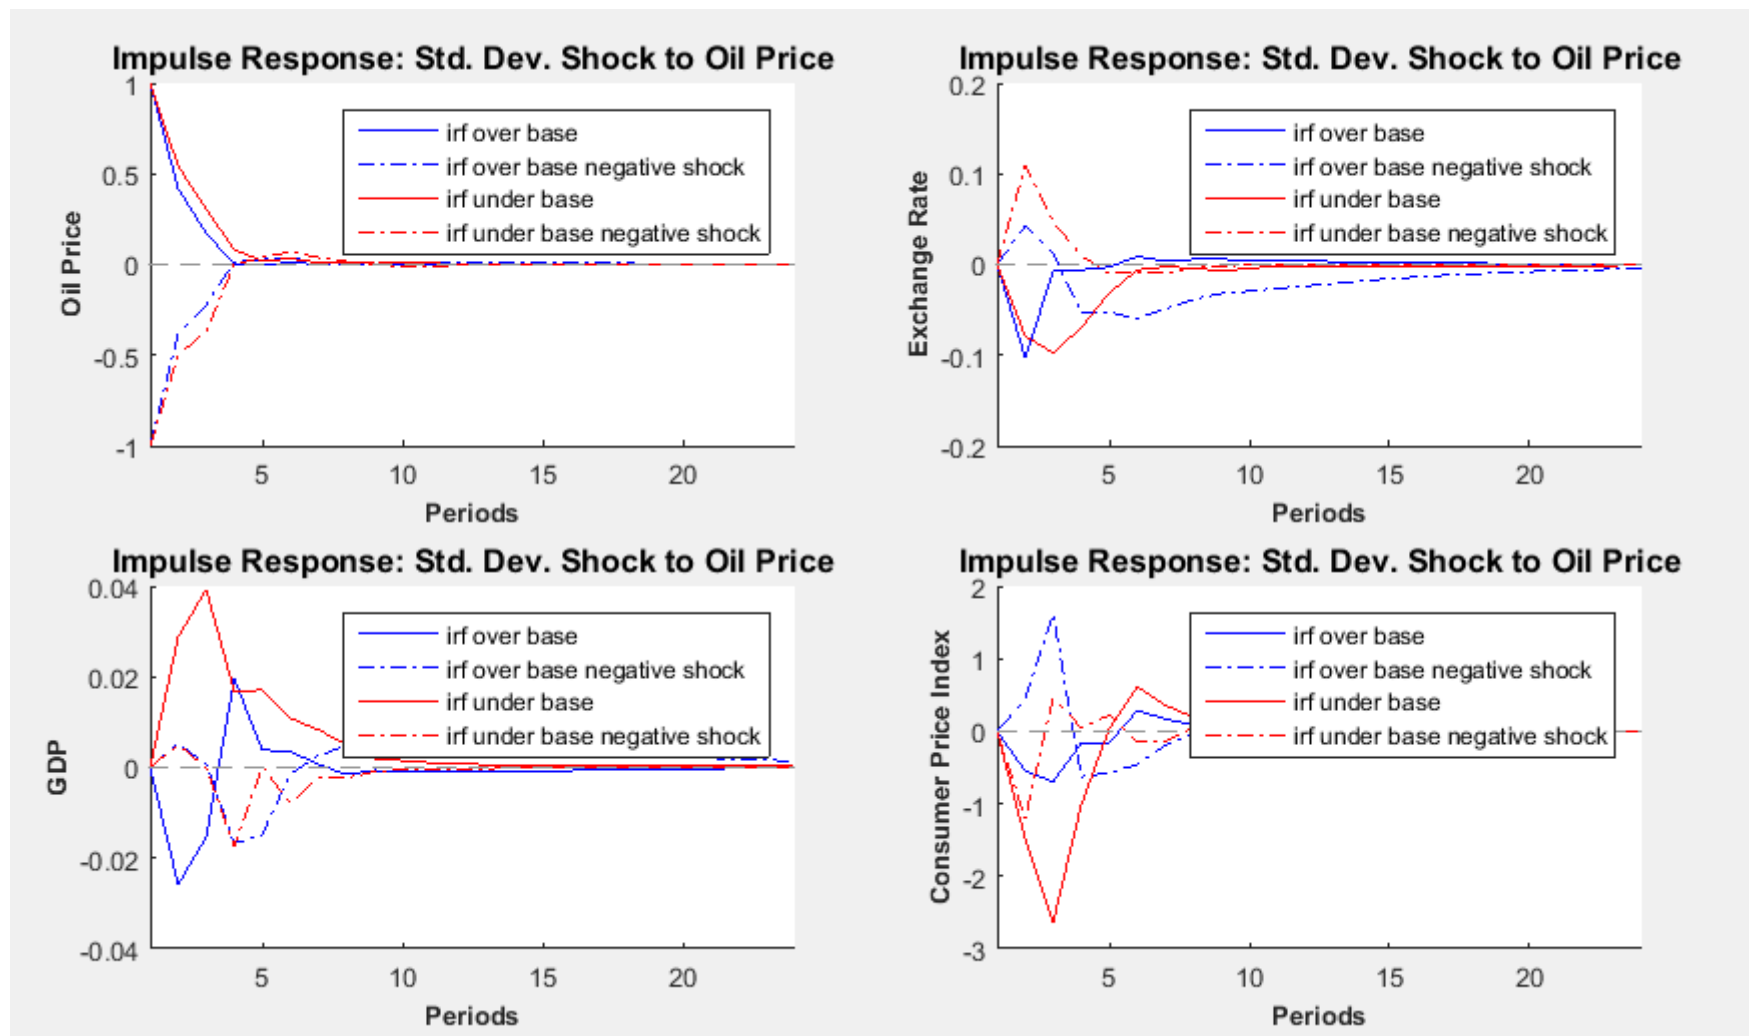 Impulse Response: Std. Dev. Shock to Oil Price
1
0.5
0
-0.5
-1
Oil Price
irf over base
irf over base negative shock
irf under base
irf under base negative shock
5
10
15
20
Periods
Impulse Response: Std. Dev. Shock to Oil Price
0.2
0.1
0
-0.1
-0.2
Exchange Rate
irf over base
irf over base negative shock
irf under base
irf under base negative shock
5
10
15
20
Periods
Impulse Response: Std. Dev. Shock to Oil Price
0.04
0.02
0
-0.02
-0.04
GDP
irf over base
irf over base negative shock
irf under base
irf under base negative shock
5
10
15
20
Periods
Impulse Response: Std. Dev. Shock to Oil Price
2
1
0
-1
-2
-3
Consumer Price Index
irf over base
irf over base negative shock
irf under base
irf under base negative shock
5
10
15
20
Periods